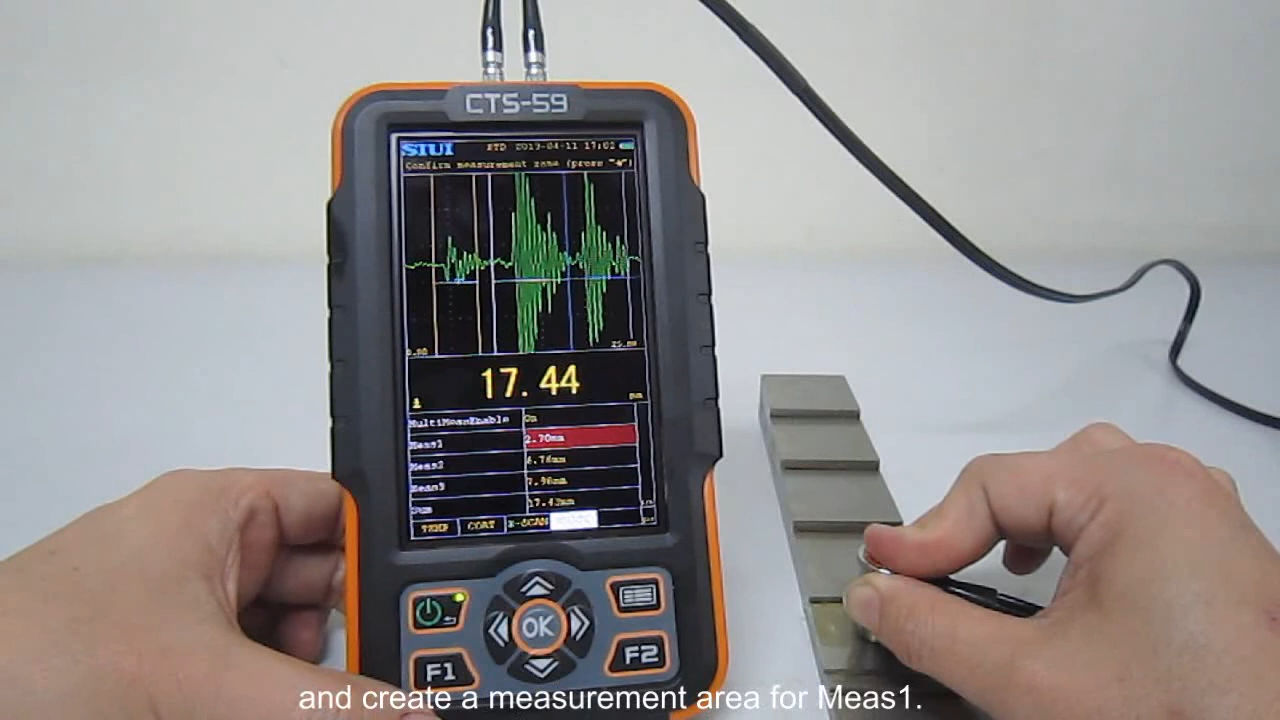 CTS-59
SIUI STD 2019-04-11 17:02
Confirm measurement zone (press "◀")
0.00 25.00
17.44
mm
MultiMeasEnable On
Meas1 2.70mm
Meas2 6.76mm
Meas3 7.98mm
Sum 17.43mm
TEMP COAT B-SCAN
OK
F1 F2
and create a measurement area for Meas1.